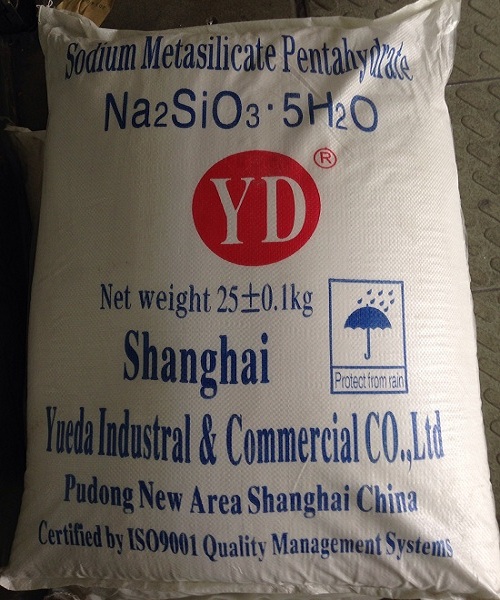 Sodium Metasilicate Pentahydrate
Na2SiO3·5H2O
YD®
Net weight 25±0.1kg
Protect from rain
Shanghai
Yueda Industral & Commercial CO.,Ltd
Pudong New Area Shanghai China
Certified by ISO9001 Quality Management Systems